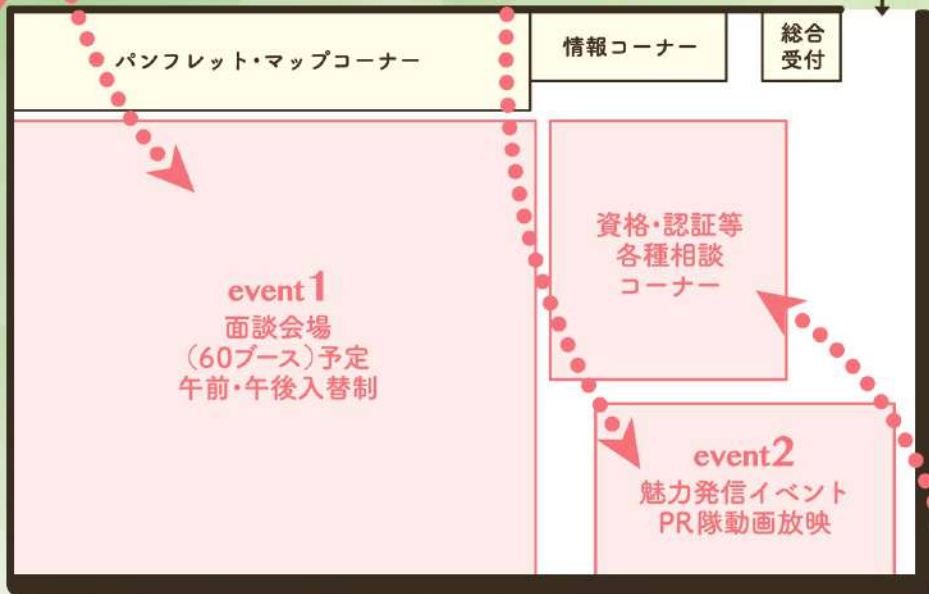 パンフレット・マップコーナー
情報コーナー
総合
受付
event1
面談会場
（60ブース）予定
午前・午後入替制
資格・認証等
各種相談
コーナー
event2
魅力発信イベント
PR隊動画放映